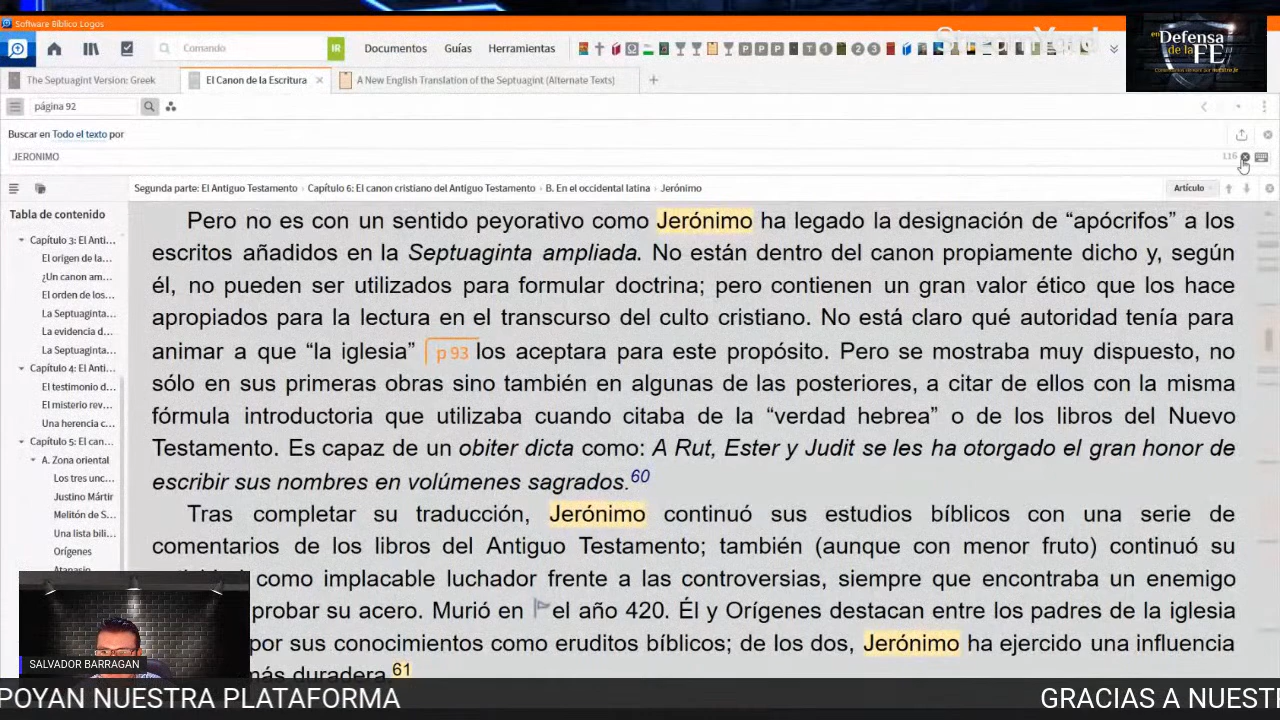 Software Bíblico Logos
Comando
IR
Documentos
Guías
Herramientas
en Defensa
de la
FE
The Septuagint Version: Greek
El Canon de la Escritura
A New English Translation of the Septuagint (Alternate Texts)
página 92
Buscar en Todo el texto por
JERONIMO
116
Segunda parte: El Antiguo Testamento › Capítulo 6: El canon cristiano del Antiguo Testamento › B. En el occidental latina › Jerónimo
Artículo
Tabla de contenido
Capítulo 3: El Anti...
El origen de la...
¿Un canon am...
El orden de los...
La Septuaginta...
La evidencia d...
La Septuagint...
Capítulo 4: El Anti...
El testimonio d...
El misterio rev...
Una herencia c...
Capítulo 5: El can...
A. Zona oriental
Los tres unc...
Justino Mártir
Melitón de S...
Una lista bili...
Orígenes
Atanasio
Pero no es con un sentido peyorativo como Jerónimo ha legado la designación de “apócrifos” a los
escritos añadidos en la Septuaginta ampliada. No están dentro del canon propiamente dicho y, según
él, no pueden ser utilizados para formular doctrina; pero contienen un gran valor ético que los hace
apropiados para la lectura en el transcurso del culto cristiano. No está claro qué autoridad tenía para
animar a que “la iglesia” p 93 los aceptara para este propósito. Pero se mostraba muy dispuesto, no
sólo en sus primeras obras sino también en algunas de las posteriores, a citar de ellos con la misma
fórmula introductoria que utilizaba cuando citaba de la “verdad hebrea” o de los libros del Nuevo
Testamento. Es capaz de un obiter dicta como: A Rut, Ester y Judit se les ha otorgado el gran honor de
escribir sus nombres en volúmenes sagrados.60
Tras completar su traducción, Jerónimo continuó sus estudios bíblicos con una serie de
comentarios de los libros del Antiguo Testamento; también (aunque con menor fruto) continuó su
como implacable luchador frente a las controversias, siempre que encontraba un enemigo
probar su acero. Murió en el año 420. Él y Orígenes destacan entre los padres de la iglesia
por sus conocimientos como eruditos bíblicos; de los dos, Jerónimo ha ejercido una influencia
más duradera.61
SALVADOR BARRAGAN
POYAN NUESTRA PLATAFORMA
GRACIAS A NUESTE